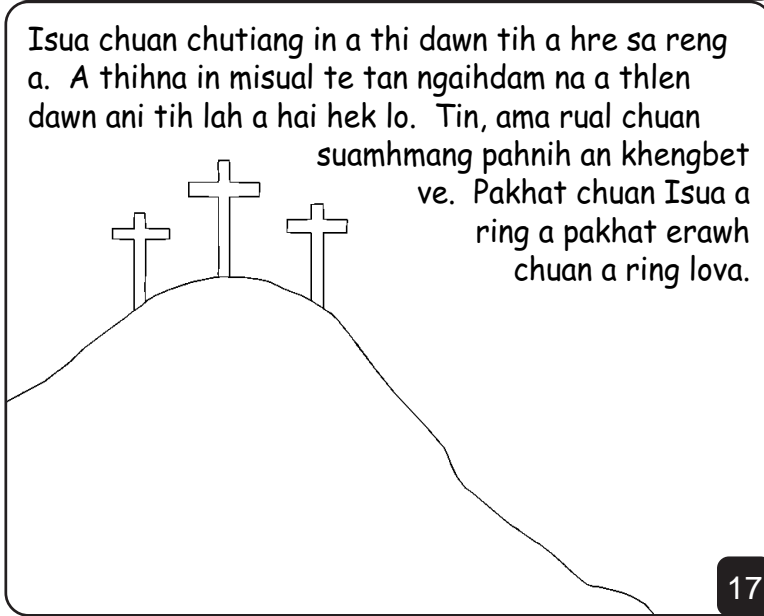 Isua chuan chutiang in a thi dawn tih a hre sa reng
a. A thihna in misual te tan ngaihdam na a thlen
dawn ani tih lah a hai hek lo. Tin, ama rual chuan
suamhmang pahnih an khengbet
ve. Pakhat chuan Isua a
ring a pakhat erawh
chuan a ring lova.
17